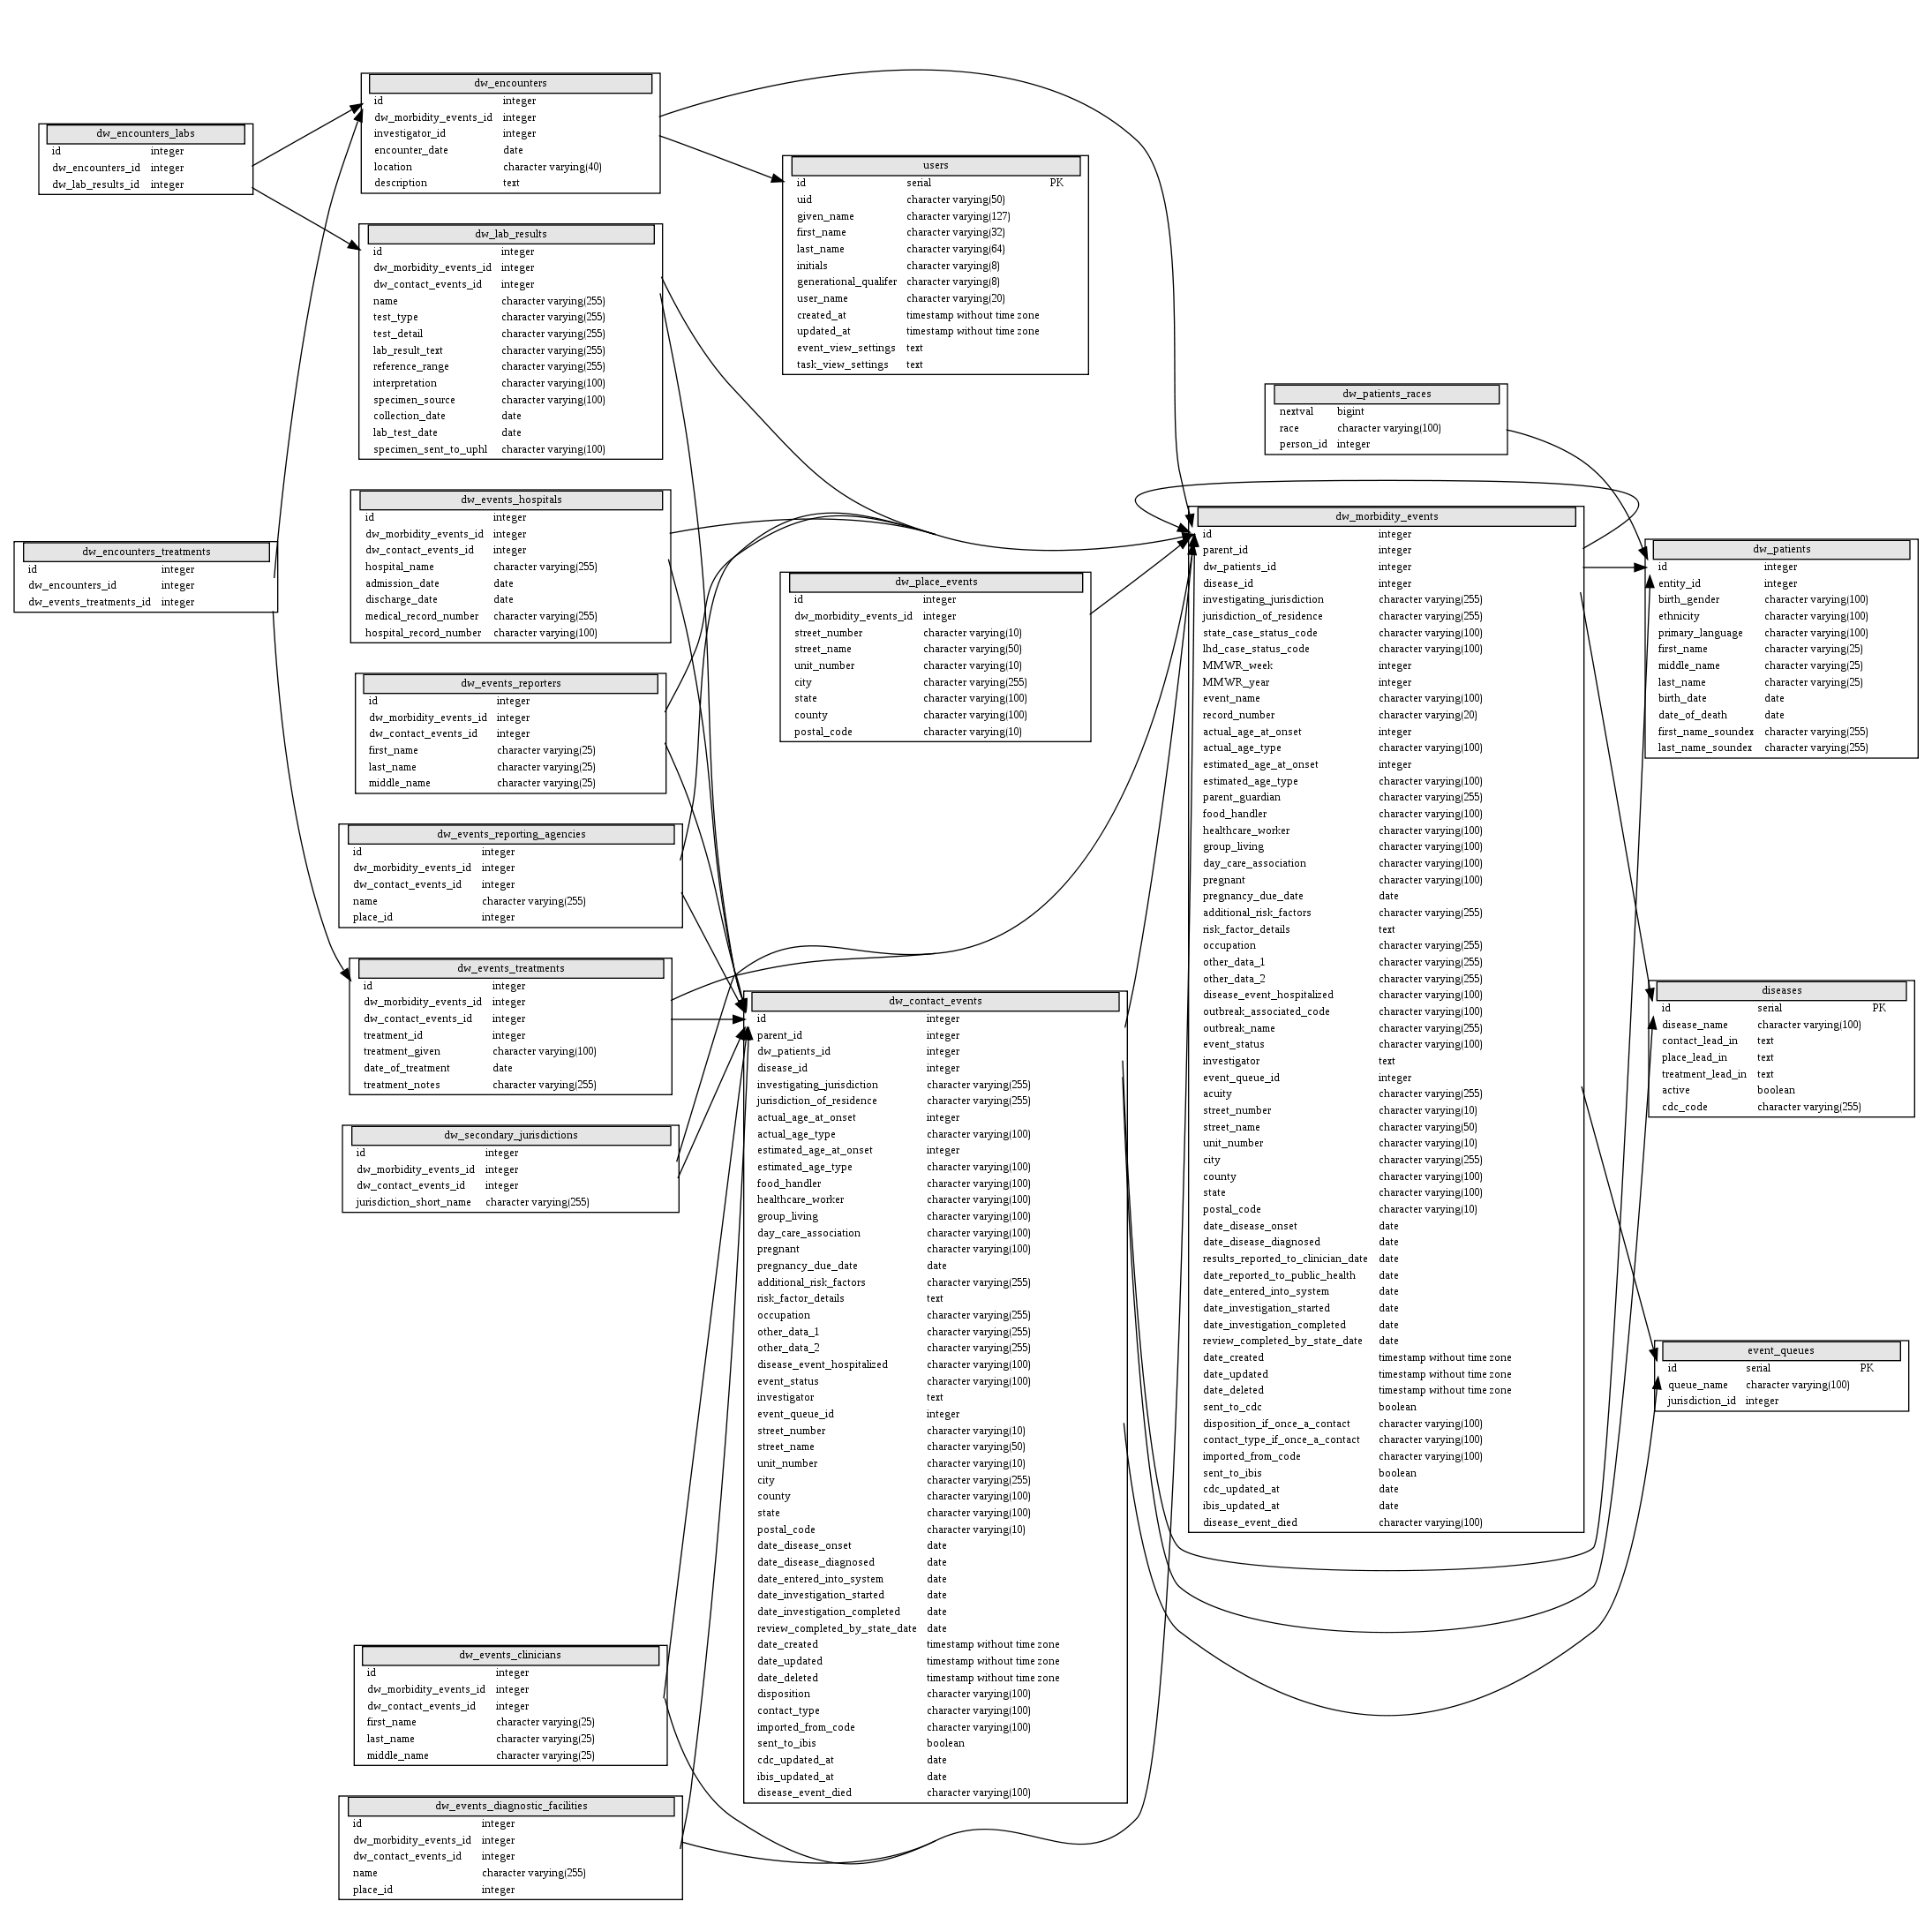 dw_encounters_labs
id integer
dw_encounters_id integer
dw_lab_results_id integer
dw_encounters_treatments
id integer
dw_encounters_id integer
dw_events_treatments_id integer
dw_encounters
id integer
dw_morbidity_events_id integer
investigator_id integer
encounter_date date
location character varying(40)
description text
dw_lab_results
id integer
dw_morbidity_events_id integer
dw_contact_events_id integer
name character varying(255)
test_type character varying(255)
test_detail character varying(255)
lab_result_text character varying(255)
reference_range character varying(255)
interpretation character varying(100)
specimen_source character varying(100)
collection_date date
lab_test_date date
specimen_sent_to_uphl character varying(100)
dw_events_hospitals
id integer
dw_morbidity_events_id integer
dw_contact_events_id integer
hospital_name character varying(255)
admission_date date
discharge_date date
medical_record_number character varying(255)
hospital_record_number character varying(100)
dw_events_reporters
id integer
dw_morbidity_events_id integer
dw_contact_events_id integer
first_name character varying(25)
last_name character varying(25)
middle_name character varying(25)
dw_events_reporting_agencies
id integer
dw_morbidity_events_id integer
dw_contact_events_id integer
name character varying(255)
place_id integer
dw_events_treatments
id integer
dw_morbidity_events_id integer
dw_contact_events_id integer
treatment_id integer
treatment_given character varying(100)
date_of_treatment date
treatment_notes character varying(255)
dw_secondary_jurisdictions
id integer
dw_morbidity_events_id integer
dw_contact_events_id integer
jurisdiction_short_name character varying(255)
dw_events_clinicians
id integer
dw_morbidity_events_id integer
dw_contact_events_id integer
first_name character varying(25)
last_name character varying(25)
middle_name character varying(25)
dw_events_diagnostic_facilities
id integer
dw_morbidity_events_id integer
dw_contact_events_id integer
name character varying(255)
place_id integer
users
id serial PK
uid character varying(50)
given_name character varying(127)
first_name character varying(32)
last_name character varying(64)
initials character varying(8)
generational_qualifer character varying(8)
user_name character varying(20)
created_at timestamp without time zone
updated_at timestamp without time zone
event_view_settings text
task_view_settings text
dw_place_events
id integer
dw_morbidity_events_id integer
street_number character varying(10)
street_name character varying(50)
unit_number character varying(10)
city character varying(255)
state character varying(100)
county character varying(100)
postal_code character varying(10)
dw_contact_events
id integer
parent_id integer
dw_patients_id integer
disease_id integer
investigating_jurisdiction character varying(255)
jurisdiction_of_residence character varying(255)
actual_age_at_onset integer
actual_age_type character varying(100)
estimated_age_at_onset integer
estimated_age_type character varying(100)
food_handler character varying(100)
healthcare_worker character varying(100)
group_living character varying(100)
day_care_association character varying(100)
pregnant character varying(100)
pregnancy_due_date date
additional_risk_factors character varying(255)
risk_factor_details text
occupation character varying(255)
other_data_1 character varying(255)
other_data_2 character varying(255)
disease_event_hospitalized character varying(100)
event_status character varying(100)
investigator text
event_queue_id integer
street_number character varying(10)
street_name character varying(50)
unit_number character varying(10)
city character varying(255)
county character varying(100)
state character varying(100)
postal_code character varying(10)
date_disease_onset date
date_disease_diagnosed date
date_entered_into_system date
date_investigation_started date
date_investigation_completed date
review_completed_by_state_date date
date_created timestamp without time zone
date_updated timestamp without time zone
date_deleted timestamp without time zone
disposition character varying(100)
contact_type character varying(100)
imported_from_code character varying(100)
sent_to_ibis boolean
cdc_updated_at date
ibis_updated_at date
disease_event_died character varying(100)
dw_patients_races
nextval bigint
race character varying(100)
person_id integer
dw_morbidity_events
id integer
parent_id integer
dw_patients_id integer
disease_id integer
investigating_jurisdiction character varying(255)
jurisdiction_of_residence character varying(255)
state_case_status_code character varying(100)
lhd_case_status_code character varying(100)
MMWR_week integer
MMWR_year integer
event_name character varying(100)
record_number character varying(20)
actual_age_at_onset integer
actual_age_type character varying(100)
estimated_age_at_onset integer
estimated_age_type character varying(100)
parent_guardian character varying(255)
food_handler character varying(100)
healthcare_worker character varying(100)
group_living character varying(100)
day_care_association character varying(100)
pregnant character varying(100)
pregnancy_due_date date
additional_risk_factors character varying(255)
risk_factor_details text
occupation character varying(255)
other_data_1 character varying(255)
other_data_2 character varying(255)
disease_event_hospitalized character varying(100)
outbreak_associated_code character varying(100)
outbreak_name character varying(255)
event_status character varying(100)
investigator text
event_queue_id integer
acuity character varying(255)
street_number character varying(10)
street_name character varying(50)
unit_number character varying(10)
city character varying(255)
county character varying(100)
state character varying(100)
postal_code character varying(10)
date_disease_onset date
date_disease_diagnosed date
results_reported_to_clinician_date date
date_reported_to_public_health date
date_entered_into_system date
date_investigation_started date
date_investigation_completed date
review_completed_by_state_date date
date_created timestamp without time zone
date_updated timestamp without time zone
date_deleted timestamp without time zone
sent_to_cdc boolean
disposition_if_once_a_contact character varying(100)
contact_type_if_once_a_contact character varying(100)
imported_from_code character varying(100)
sent_to_ibis boolean
cdc_updated_at date
ibis_updated_at date
disease_event_died character varying(100)
dw_patients
id integer
entity_id integer
birth_gender character varying(100)
ethnicity character varying(100)
primary_language character varying(100)
first_name character varying(25)
middle_name character varying(25)
last_name character varying(25)
birth_date date
date_of_death date
first_name_soundex character varying(255)
last_name_soundex character varying(255)
diseases
id serial PK
disease_name character varying(100)
contact_lead_in text
place_lead_in text
treatment_lead_in text
active boolean
cdc_code character varying(255)
event_queues
id serial PK
queue_name character varying(100)
jurisdiction_id integer